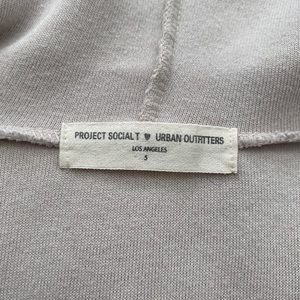 PROJECT SOCIAL T ♥ URBAN OUTFITTERS
LOS ANGELES
S